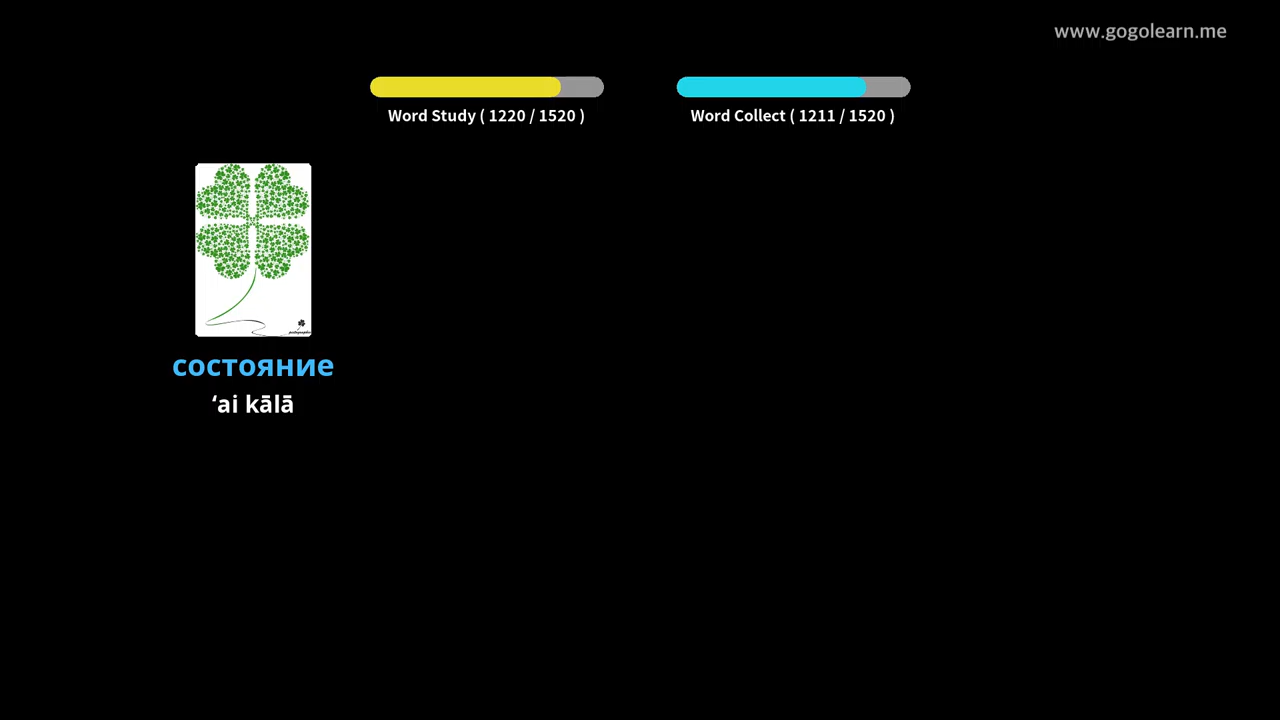 www.gogolearn.me
Word Study ( 1220 / 1520 )
Word Collect ( 1211 / 1520 )
состояние
ʻai kālā